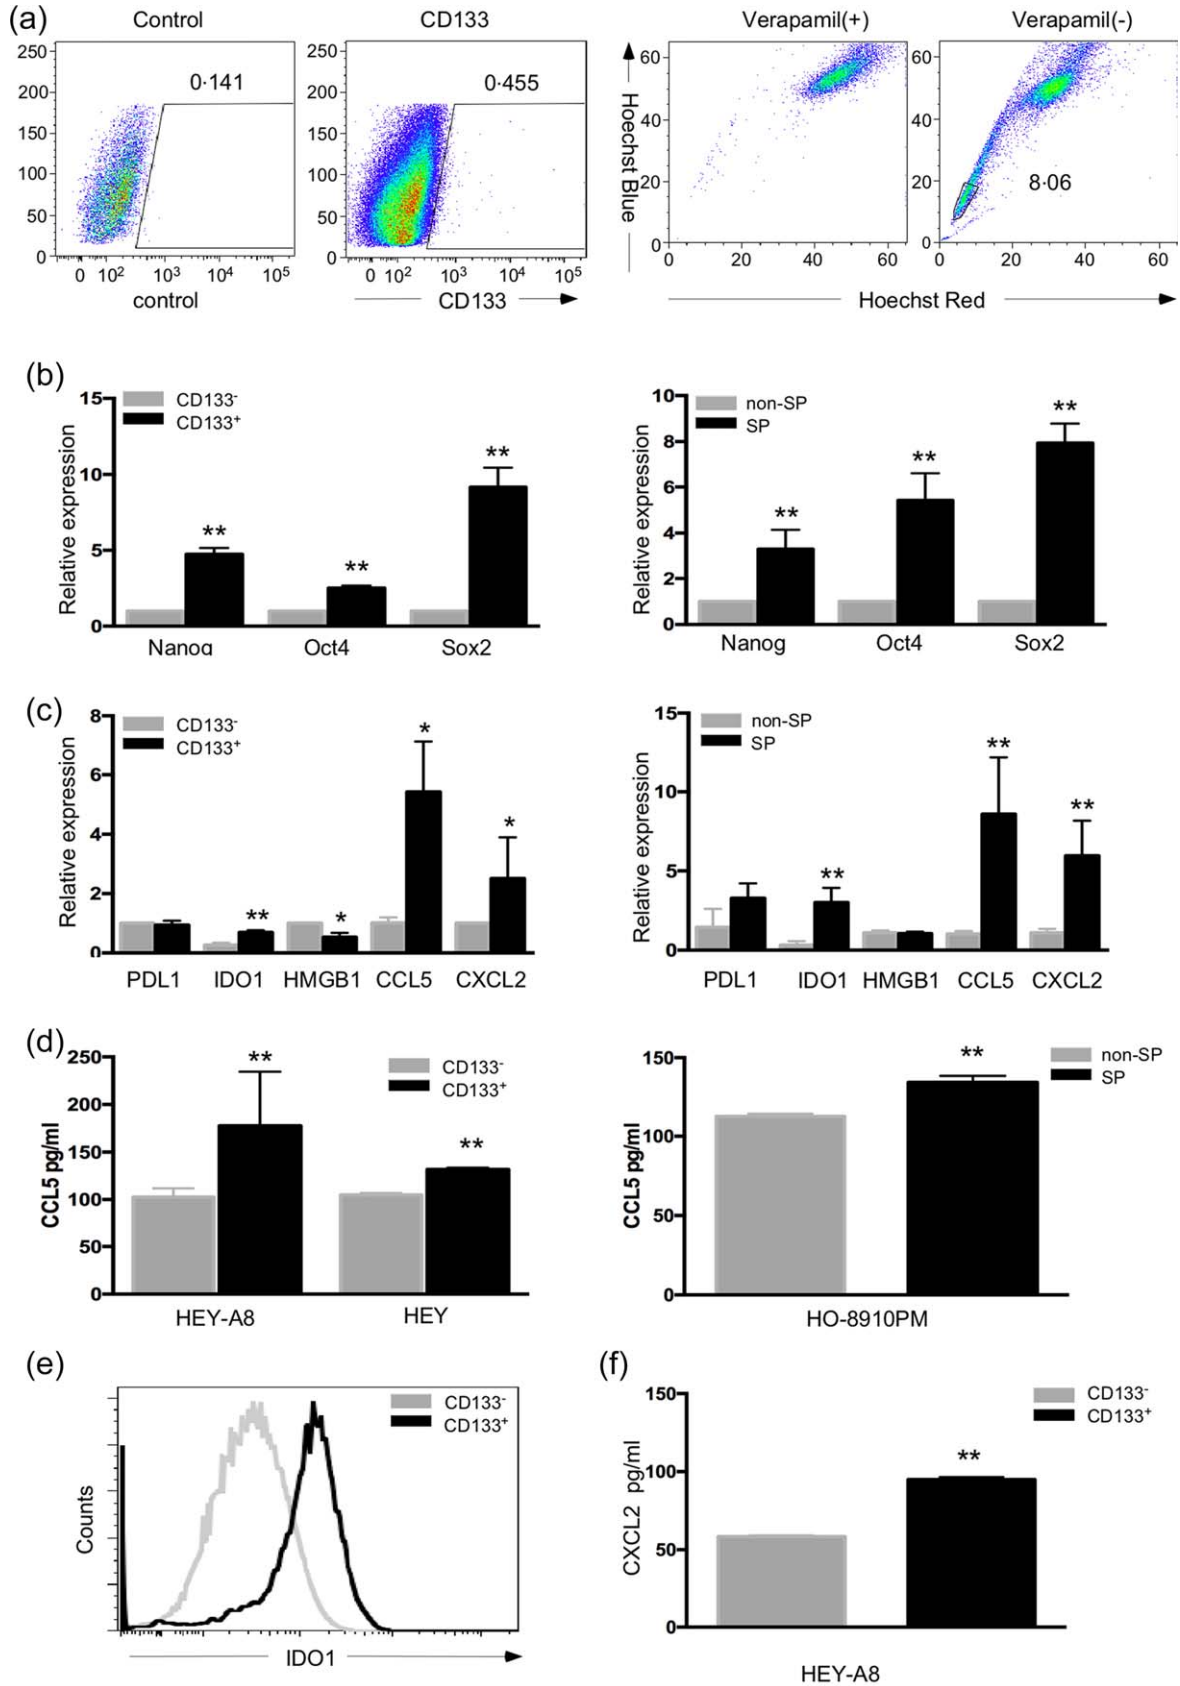 (a)
Control
CD133
Verapamil(+)
Verapamil(-)
250
200
150
100
50
0
0·141
0 10² 10³ 10⁴ 10⁵
control
250
200
150
100
50
0
0·455
0 10² 10³ 10⁴ 10⁵
CD133
Hoechst Blue
60
40
20
0
0 20 40 60
60
40
20
0
8·06
0 20 40 60
Hoechst Red
(b)
Relative expression
15
10
5
0
CD133⁻
CD133⁺
** ** **
Nanog Oct4 Sox2
Relative expression
10
8
6
4
2
0
non-SP
SP
** ** **
Nanog Oct4 Sox2
(c)
Relative expression
8
6
4
2
0
CD133⁻
CD133⁺
** * * *
PDL1 IDO1 HMGB1 CCL5 CXCL2
Relative expression
15
10
5
0
non-SP
SP
** ** **
PDL1 IDO1 HMGB1 CCL5 CXCL2
(d)
CCL5 pg/ml
250
200
150
100
50
0
CD133⁻
CD133⁺
** **
HEY-A8 HEY
CCL5 pg/ml
150
100
50
0
non-SP
SP
**
HO-8910PM
(e)
Counts
CD133⁻
CD133⁺
IDO1
(f)
CXCL2 pg/ml
150
100
50
0
CD133⁻
CD133⁺
**
HEY-A8